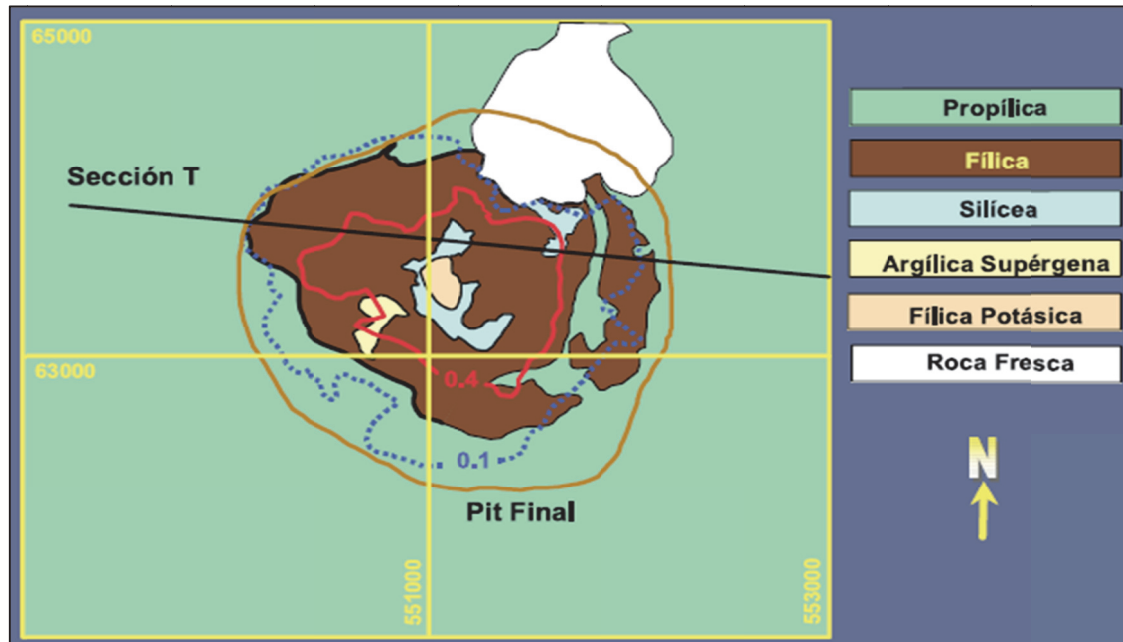 65000
Sección T
63000
0.4
0.1
Pit Final
551000
553000
Propílica
Fílica
Silícea
Argílica Supérgena
Fílica Potásica
Roca Fresca
N